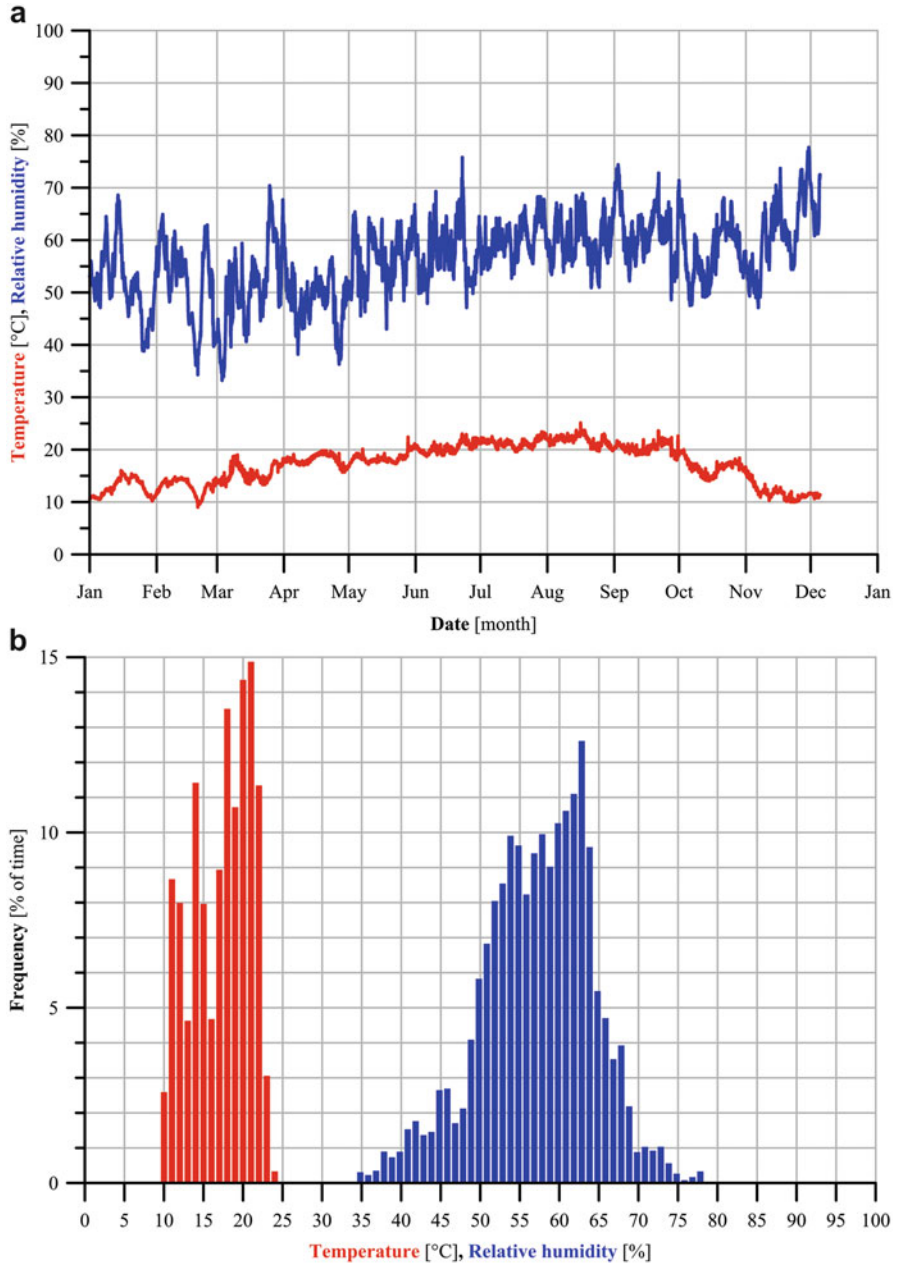 a
100
90
80
70
60
50
40
30
20
10
0
Temperature [°C], Relative humidity [%]
Jan Feb Mar Apr May Jun Jul Aug Sep Oct Nov Dec Jan
Date [month]
b
15
10
5
0
Frequency [% of time]
0 5 10 15 20 25 30 35 40 45 50 55 60 65 70 75 80 85 90 95 100
Temperature [°C], Relative humidity [%]